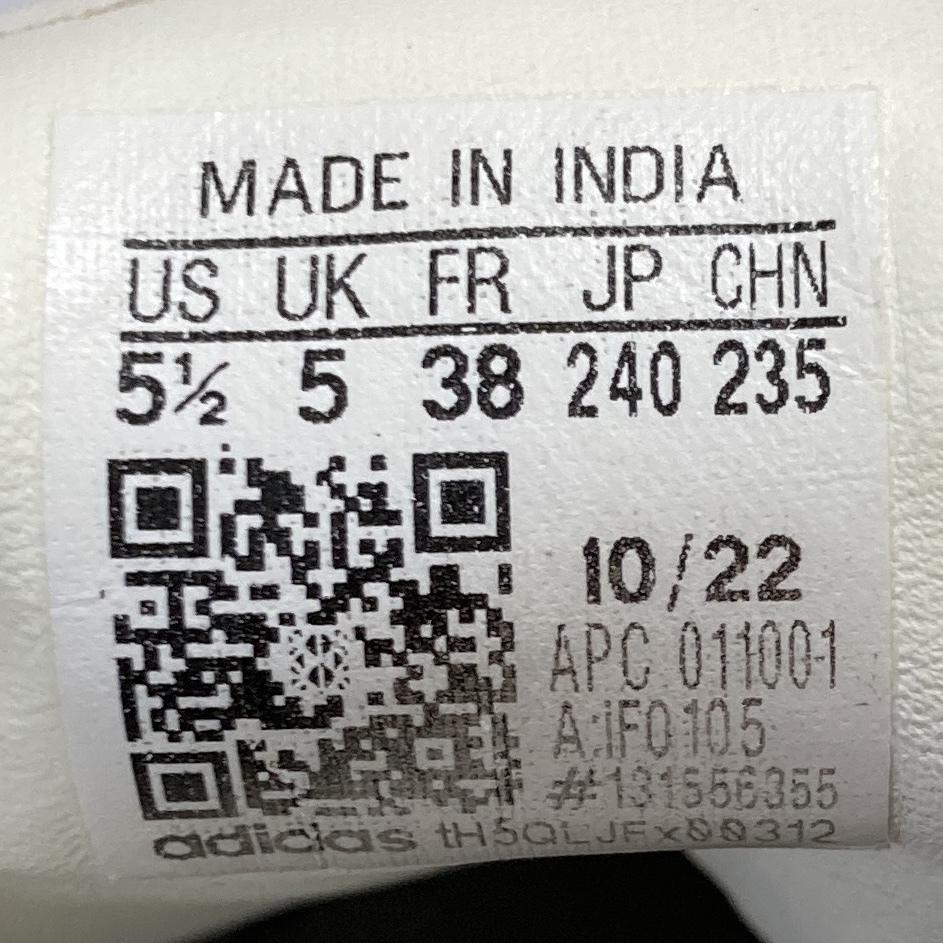 MADE IN INDIA
US UK FR JP CHN
5½ 5 38 240 235
10/22
APC 011001
A:iF0105
#131556355
adidas